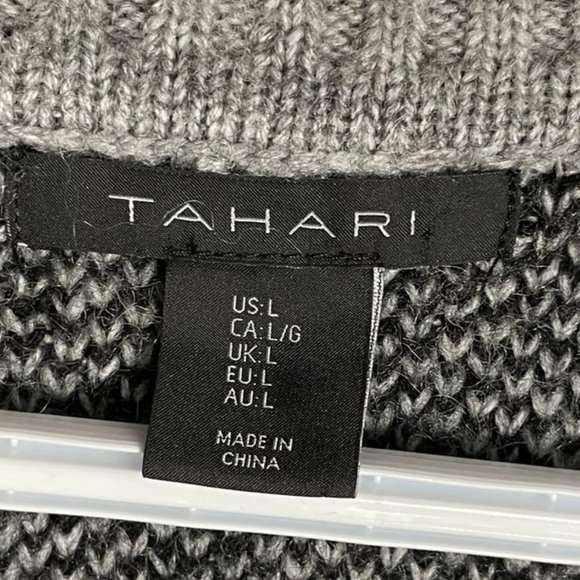 TAHARI
US: L
CA: L/G
UK: L
EU: L
AU: L
MADE IN
CHINA